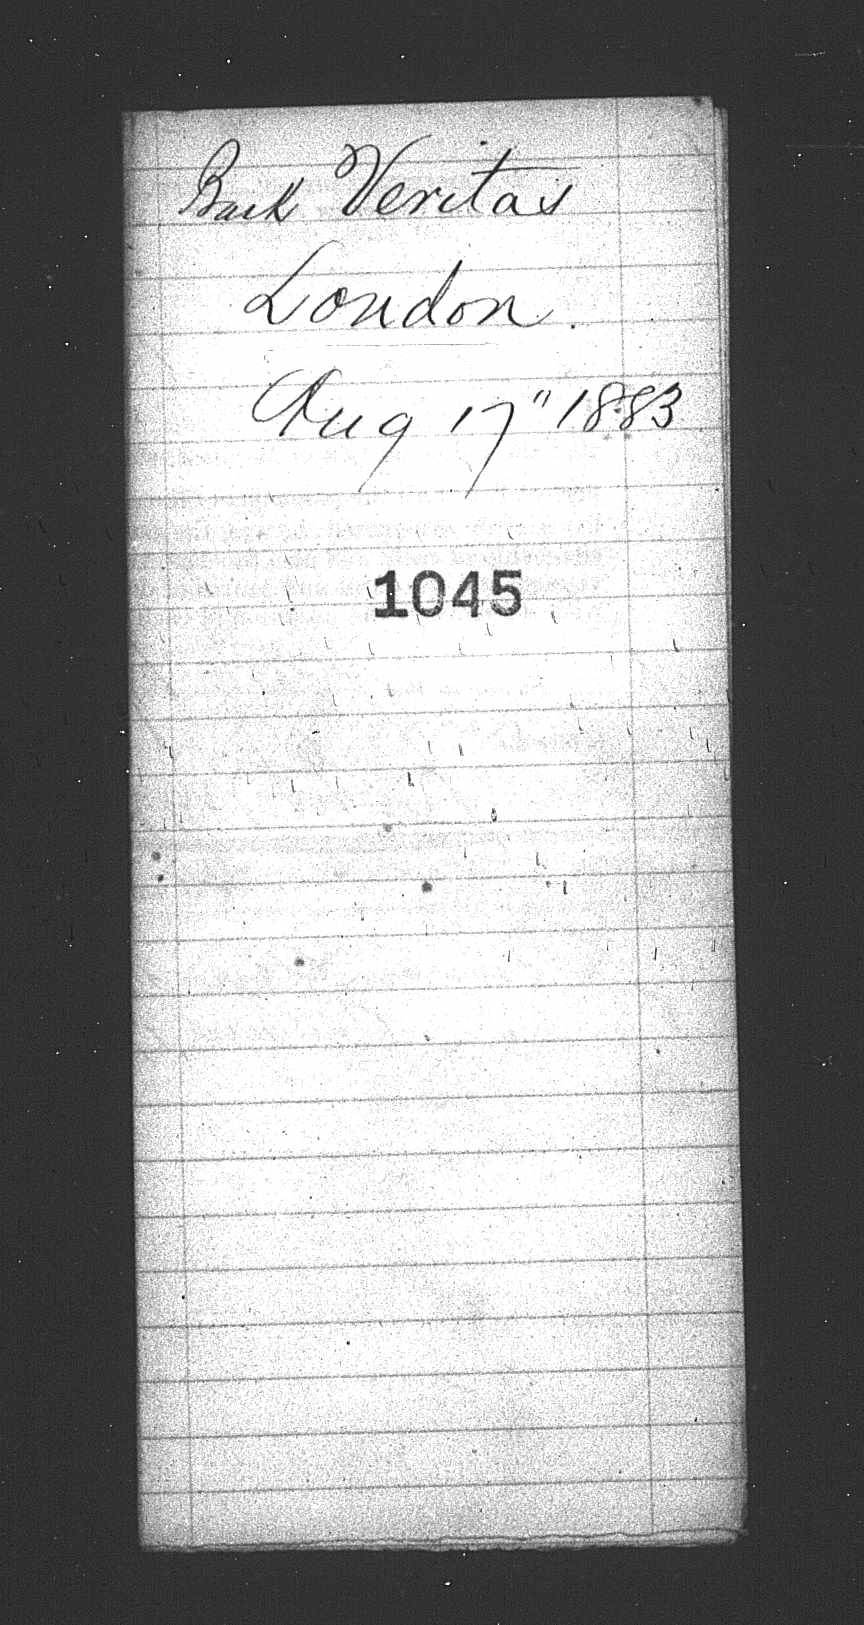 Bark Veritas
London.
Aug 17" 1883
1045